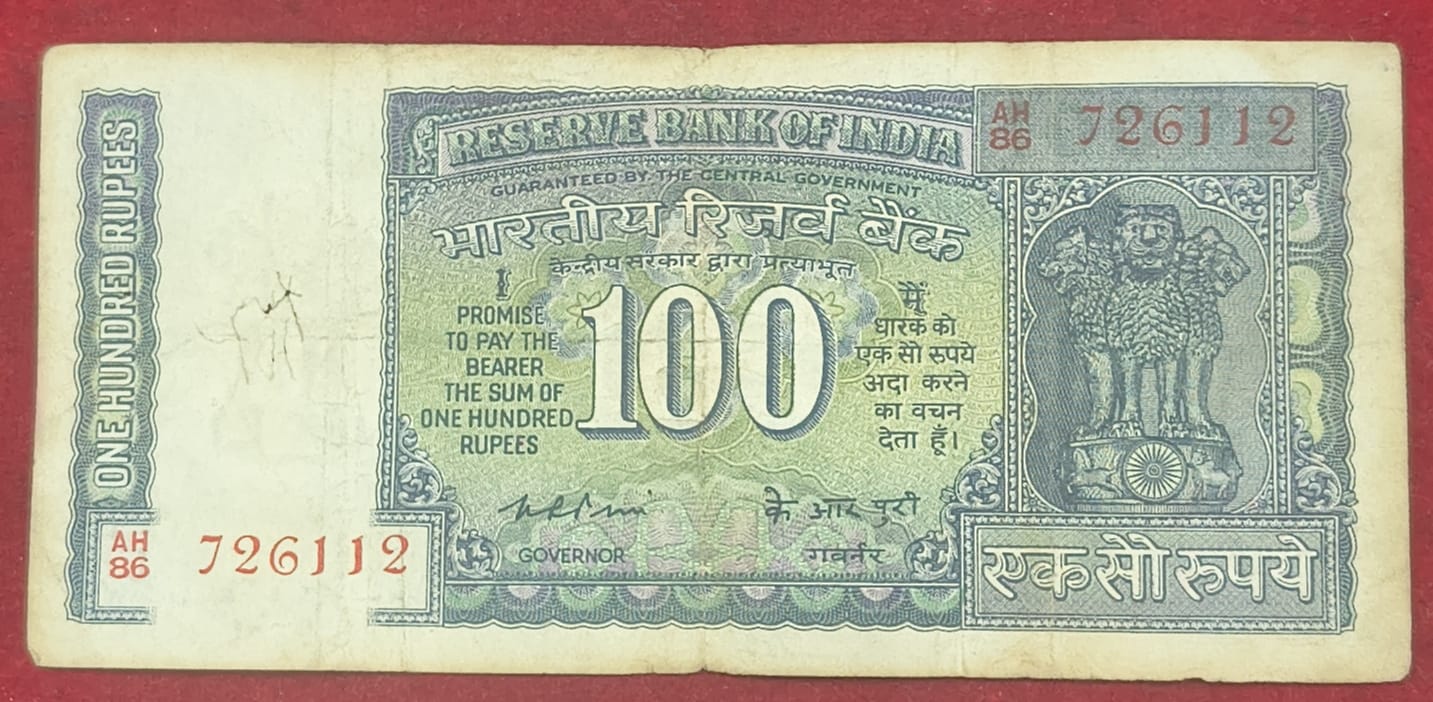 ONE HUNDRED RUPEES
RESERVE BANK OF INDIA
AH
86 726112
GUARANTEED BY THE CENTRAL GOVERNMENT
भारतीय रिज़र्व बैंक
केन्द्रीय सरकार द्वारा प्रत्याभूत
I
PROMISE
TO PAY THE
BEARER
THE SUM OF
ONE HUNDRED
RUPEES
100
मैं
धारक को
एक सौ रुपये
अदा करने
का वचन
देता हूँ।
के आर पुरी
GOVERNOR
गवर्नर
AH
86 726112
एक सौ रुपये